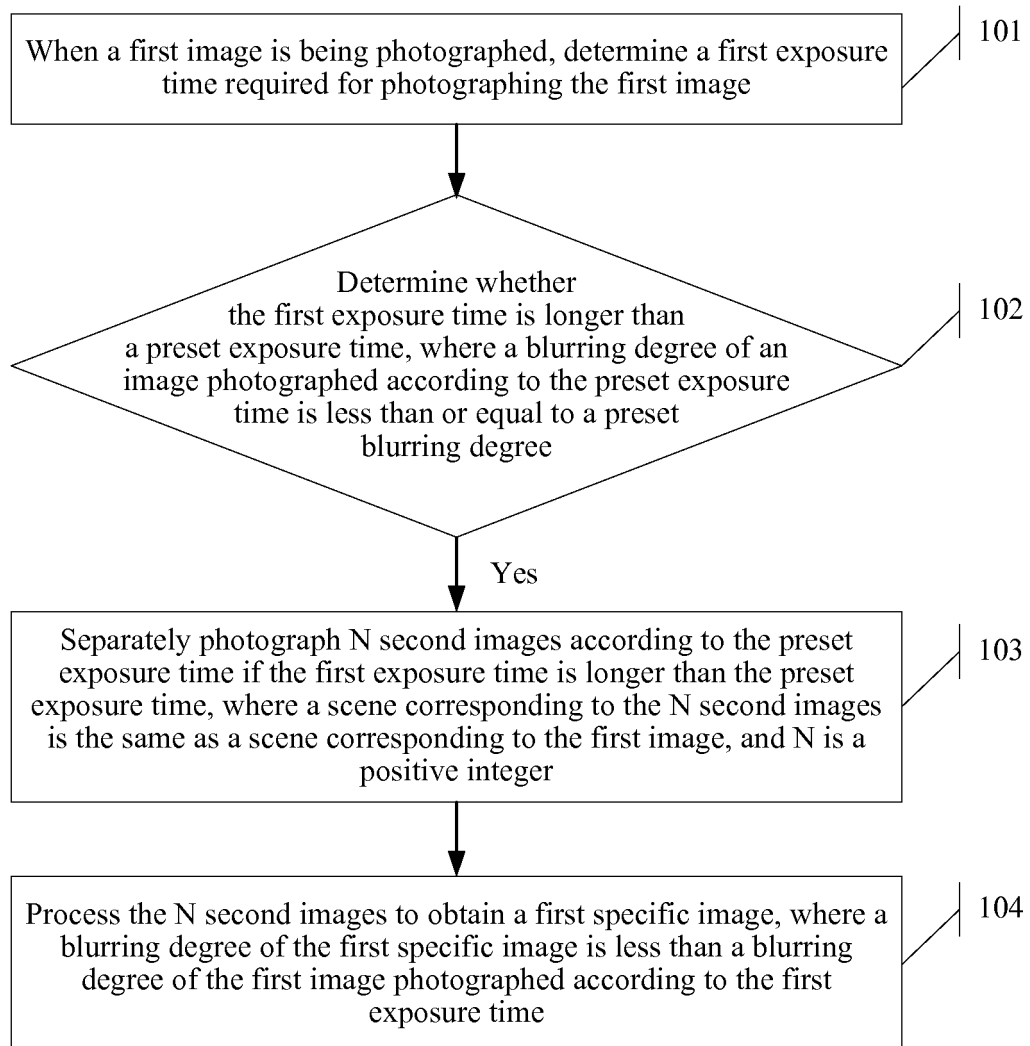 When a first image is being photographed, determine a first exposure
time required for photographing the first image
101
Determine whether
the first exposure time is longer than
a preset exposure time, where a blurring degree of an
image photographed according to the preset exposure
time is less than or equal to a preset
blurring degree
102
Yes
Separately photograph N second images according to the preset
exposure time if the first exposure time is longer than the preset
exposure time, where a scene corresponding to the N second images
is the same as a scene corresponding to the first image, and N is a
positive integer
103
Process the N second images to obtain a first specific image, where a
blurring degree of the first specific image is less than a blurring
degree of the first image photographed according to the first
exposure time
104